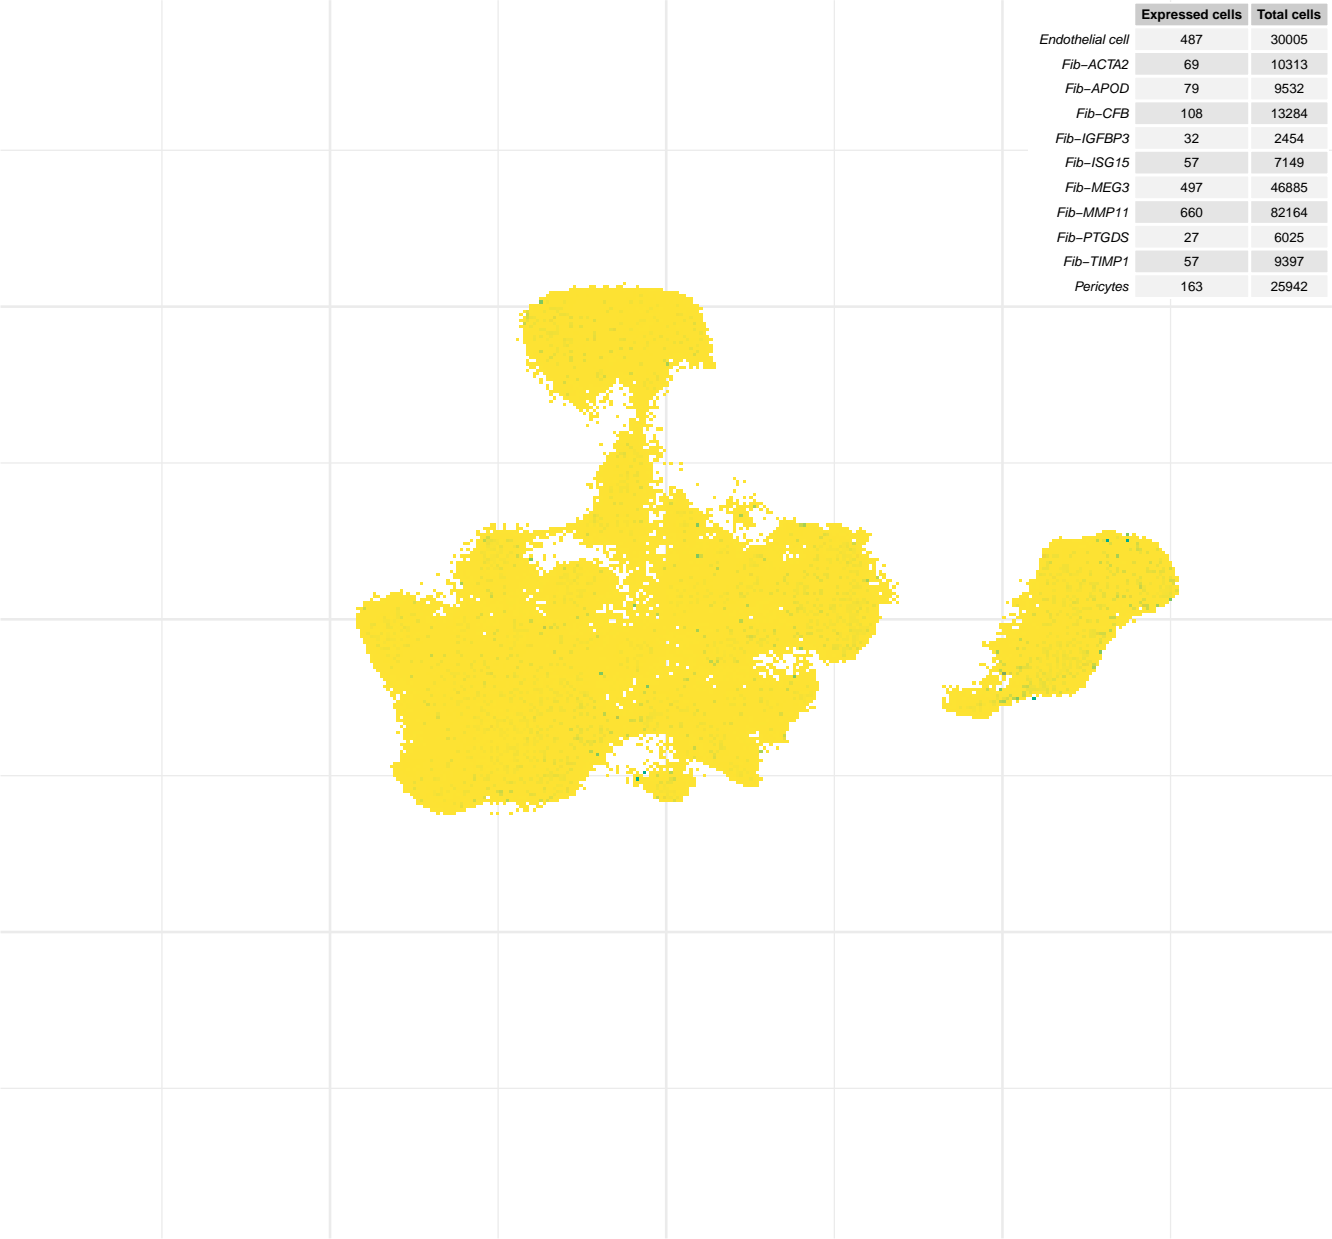 Expressed cells Total cells
Endothelial cell 487 30005
Fib−ACTA2 69 10313
Fib−APOD 79 9532
Fib−CFB 108 13284
Fib−IGFBP3 32 2454
Fib−ISG15 57 7149
Fib−MEG3 497 46885
Fib−MMP11 660 82164
Fib−PTGDS 27 6025
Fib−TIMP1 57 9397
Pericytes 163 25942